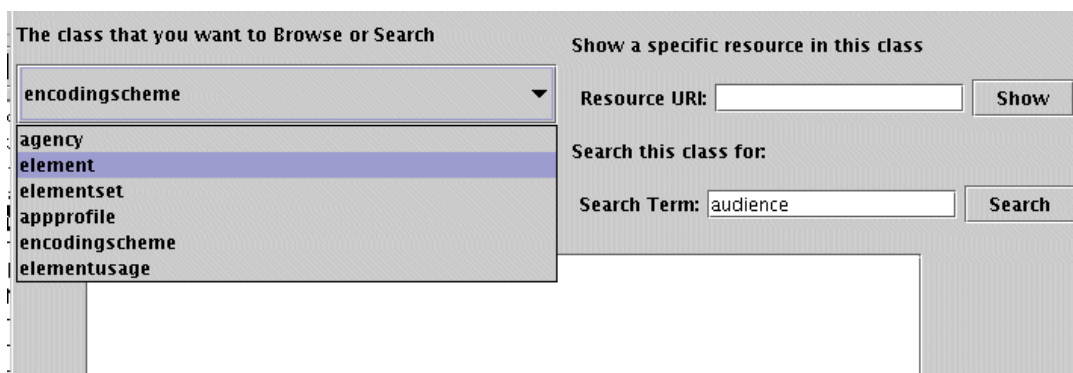 The class that you want to Browse or Search
encodingscheme
agency
element
elementset
appprofile
encodingscheme
elementusage
Show a specific resource in this class
Resource URI: Show
Search this class for:
Search Term: audience Search